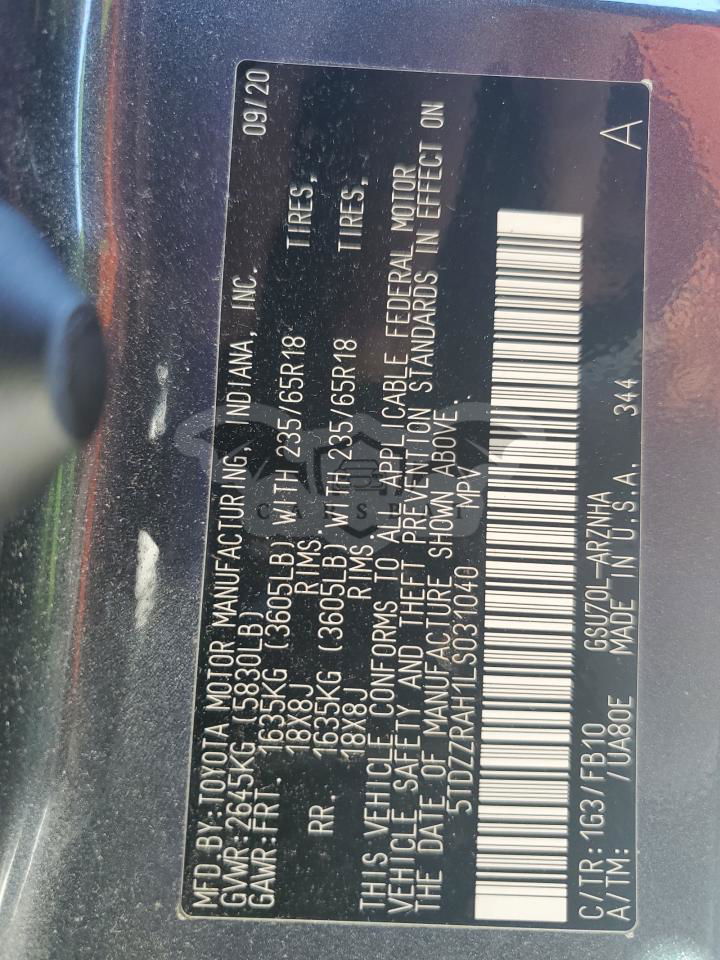 MFD.BY:TOYOTA MOTOR MANUFACTURING, INDIANA, INC. 09/20
GVWR:2645KG (5830LB)
GAWR:FRT. 1635KG (3605LB) WITH 235/65R18 TIRES,
18X8J RIMS.
RR. 1635KG (3605LB) WITH 235/65R18 TIRES,
18X8J RIMS.
THIS VEHICLE CONFORMS TO ALL APPLICABLE FEDERAL MOTOR
VEHICLE SAFETY AND THEFT PREVENTION STANDARDS IN EFFECT ON
THE DATE OF MANUFACTURE SHOWN ABOVE.
5TDZZRAH1LS031040 MPV
C/TR: 1G3/FB10 GSU70L-ARZNHA
A/TM: /UA80E MADE IN U.S.A. 344 A